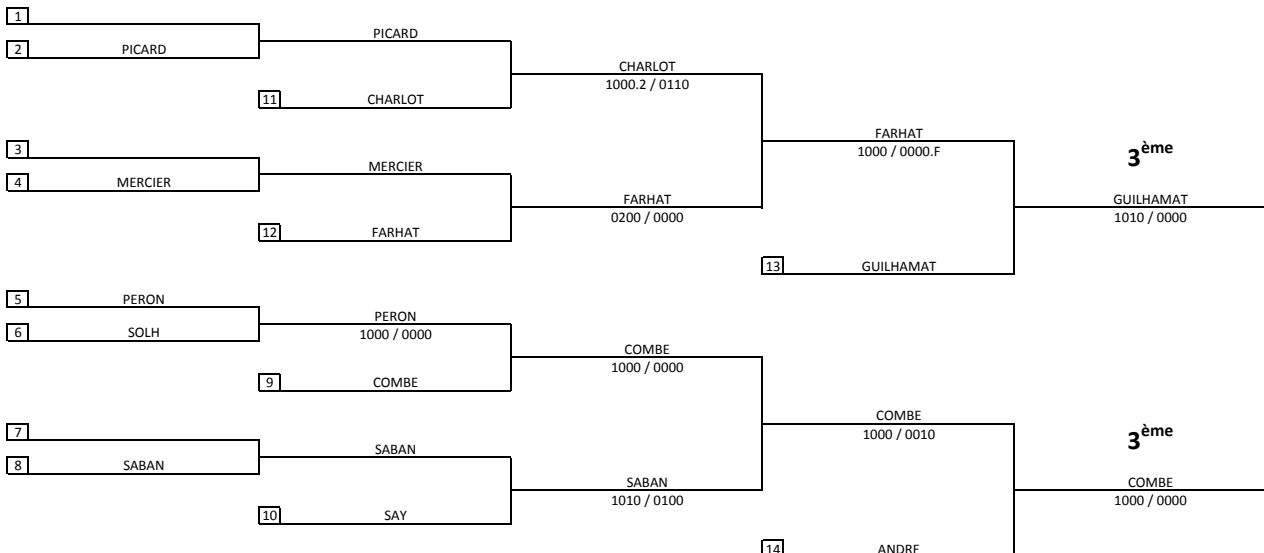 1
2 PICARD
PICARD
CHARLOT
1000.2 / 0110
11 CHARLOT
3
4 MERCIER
MERCIER
FARHAT
0200 / 0000
12 FARHAT
FARHAT
1000 / 0000.F
3ème
GUILHAMAT
1010 / 0000
13 GUILHAMAT
5 PERON
6 SOLH
PERON
1000 / 0000
COMBE
1000 / 0000
9 COMBE
7
8 SABAN
SABAN
SABAN
1010 / 0100
10 SAY
COMBE
1000 / 0010
3ème
COMBE
1000 / 0000
14 ANDRE